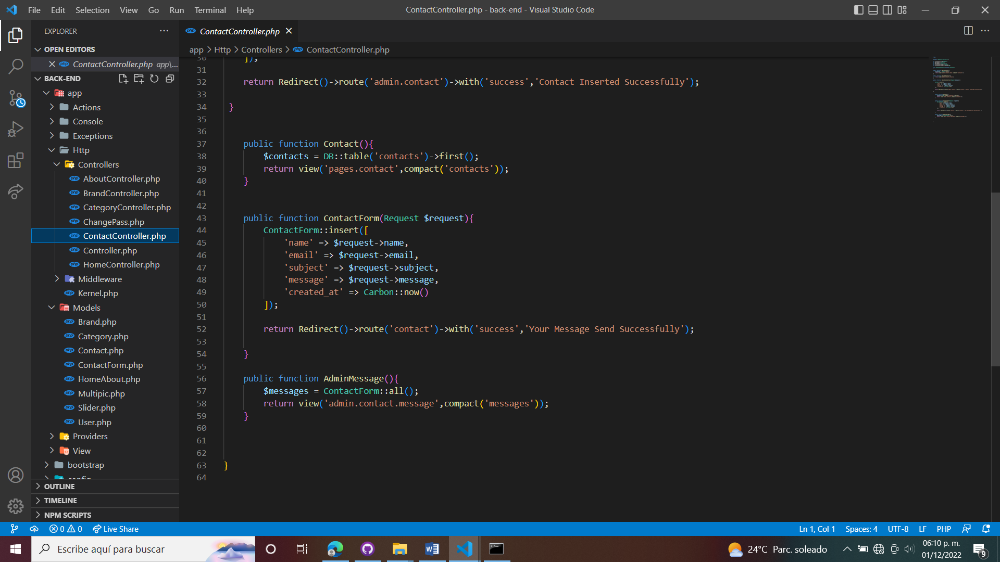 File Edit Selection View Go Run Terminal Help
ContactController.php - back-end - Visual Studio Code
EXPLORER
OPEN EDITORS
ContactController.php app\...
BACK-END
app
Actions
Console
Exceptions
Http
Controllers
AboutController.php
BrandController.php
CategoryController.php
ChangePass.php
ContactController.php
Controller.php
HomeController.php
Middleware
Kernel.php
Models
Brand.php
Category.php
Contact.php
ContactForm.php
HomeAbout.php
Multipic.php
Slider.php
User.php
Providers
View
bootstrap
config
OUTLINE
TIMELINE
NPM SCRIPTS
ContactController.php
app > Http > Controllers > ContactController.php
30 ]);
31
32 return Redirect()->route('admin.contact')->with('success','Contact Inserted Successfully');
33
34 }
35
36
37 public function Contact(){
38 $contacts = DB::table('contacts')->first();
39 return view('pages.contact',compact('contacts'));
40 }
41
42
43 public function ContactForm(Request $request){
44 ContactForm::insert([
45 'name' => $request->name,
46 'email' => $request->email,
47 'subject' => $request->subject,
48 'message' => $request->message,
49 'created_at' => Carbon::now()
50 ]);
51
52 return Redirect()->route('contact')->with('success','Your Message Send Successfully');
53
54 }
55
56 public function AdminMessage(){
57 $messages = ContactForm::all();
58 return view('admin.contact.message',compact('messages'));
59 }
60
61
62
63 }
64
0 0 Live Share
Ln 1, Col 1 Spaces: 4 UTF-8 LF PHP
Escribe aquí para buscar
24°C Parc. soleado
06:10 p. m.
01/12/2022
9